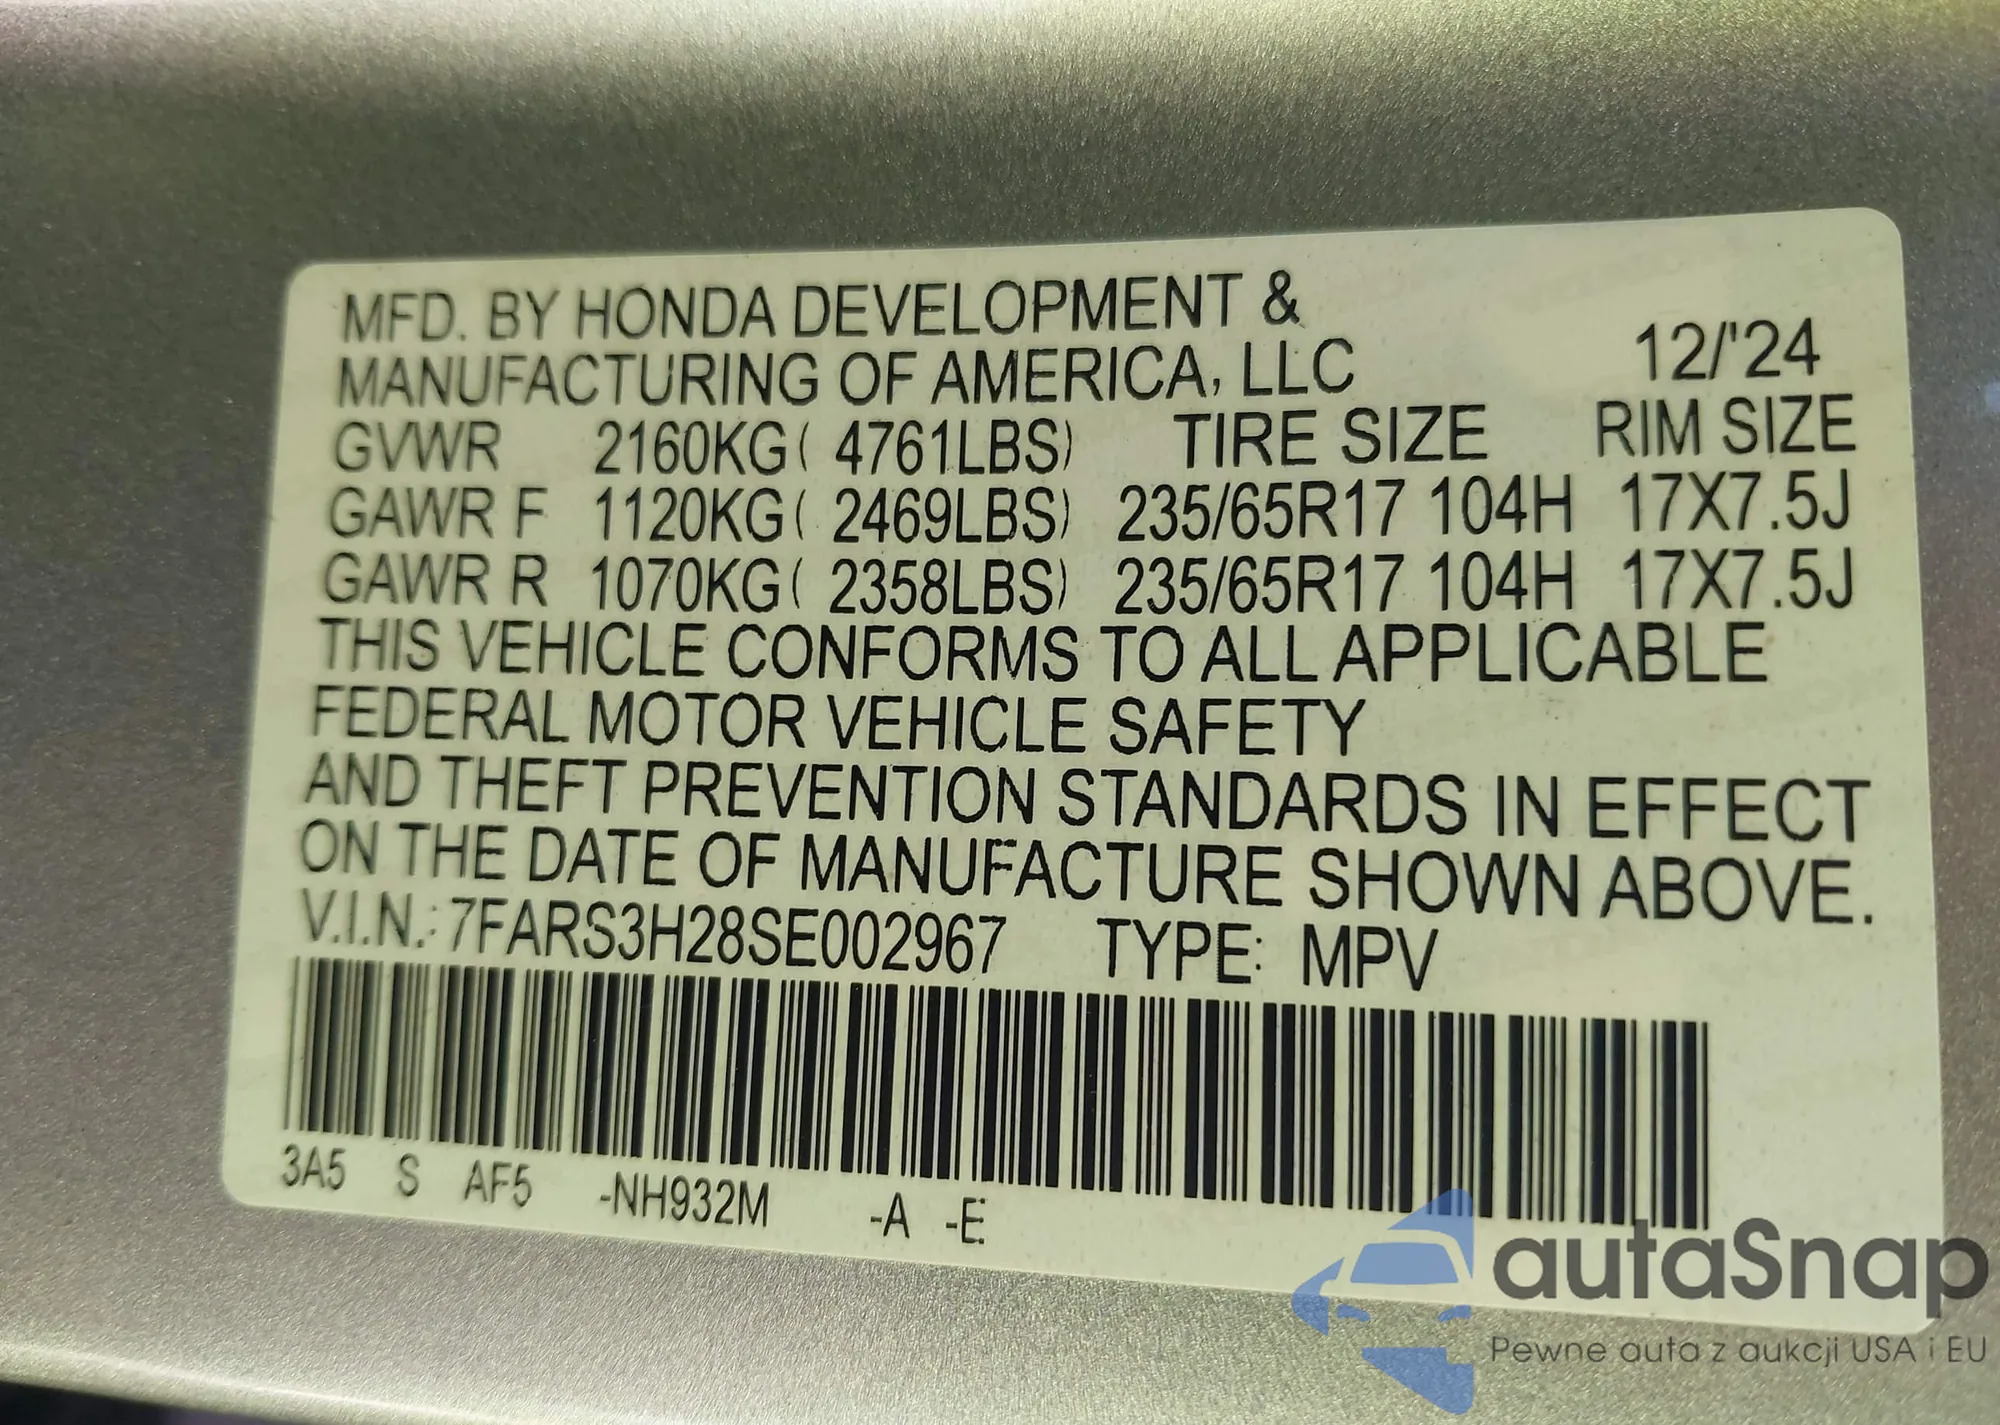 MFD. BY HONDA DEVELOPMENT &
MANUFACTURING OF AMERICA, LLC 12/'24
GVWR 2160KG( 4761LBS) TIRE SIZE RIM SIZE
GAWR F 1120KG( 2469LBS) 235/65R17 104H 17X7.5J
GAWR R 1070KG( 2358LBS) 235/65R17 104H 17X7.5J
THIS VEHICLE CONFORMS TO ALL APPLICABLE
FEDERAL MOTOR VEHICLE SAFETY
AND THEFT PREVENTION STANDARDS IN EFFECT
ON THE DATE OF MANUFACTURE SHOWN ABOVE.
V.I.N.: 7FARS3H28SE002967 TYPE: MPV
3A5 S AF5 -NH932M -A -E
autaSnap
Pewne auta z aukcji USA i EU